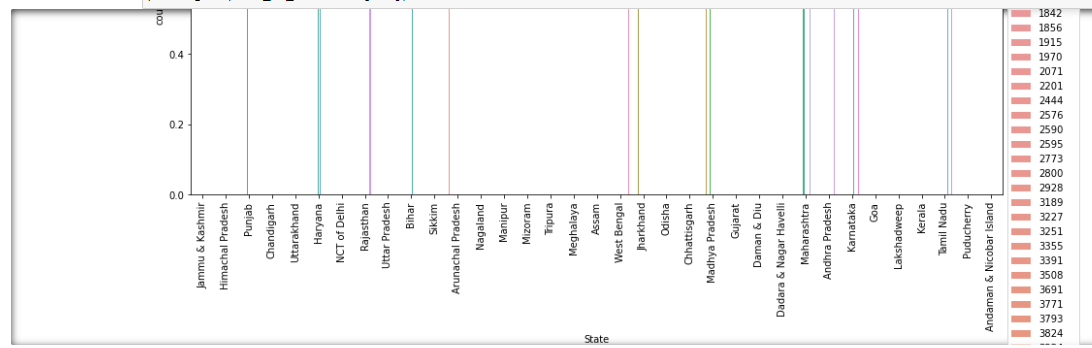 cou
0.4
0.2
0.0
Jammu & Kashmir
Himachal Pradesh
Punjab
Chandigarh
Uttarakhand
Haryana
NCT of Delhi
Rajasthan
Uttar Pradesh
Bihar
Sikkim
Arunachal Pradesh
Nagaland
Manipur
Mizoram
Tripura
Meghalaya
Assam
West Bengal
Jharkhand
Odisha
Chhattisgarh
Madhya Pradesh
Gujarat
Daman & Diu
Dadara & Nagar Havelli
Maharashtra
Andhra Pradesh
Karnataka
Goa
Lakshadweep
Kerala
Tamil Nadu
Puducherry
Andaman & Nicobar Island
State
1842
1856
1915
1970
2071
2201
2444
2576
2590
2595
2773
2800
2928
3189
3227
3251
3355
3391
3508
3691
3771
3793
3824